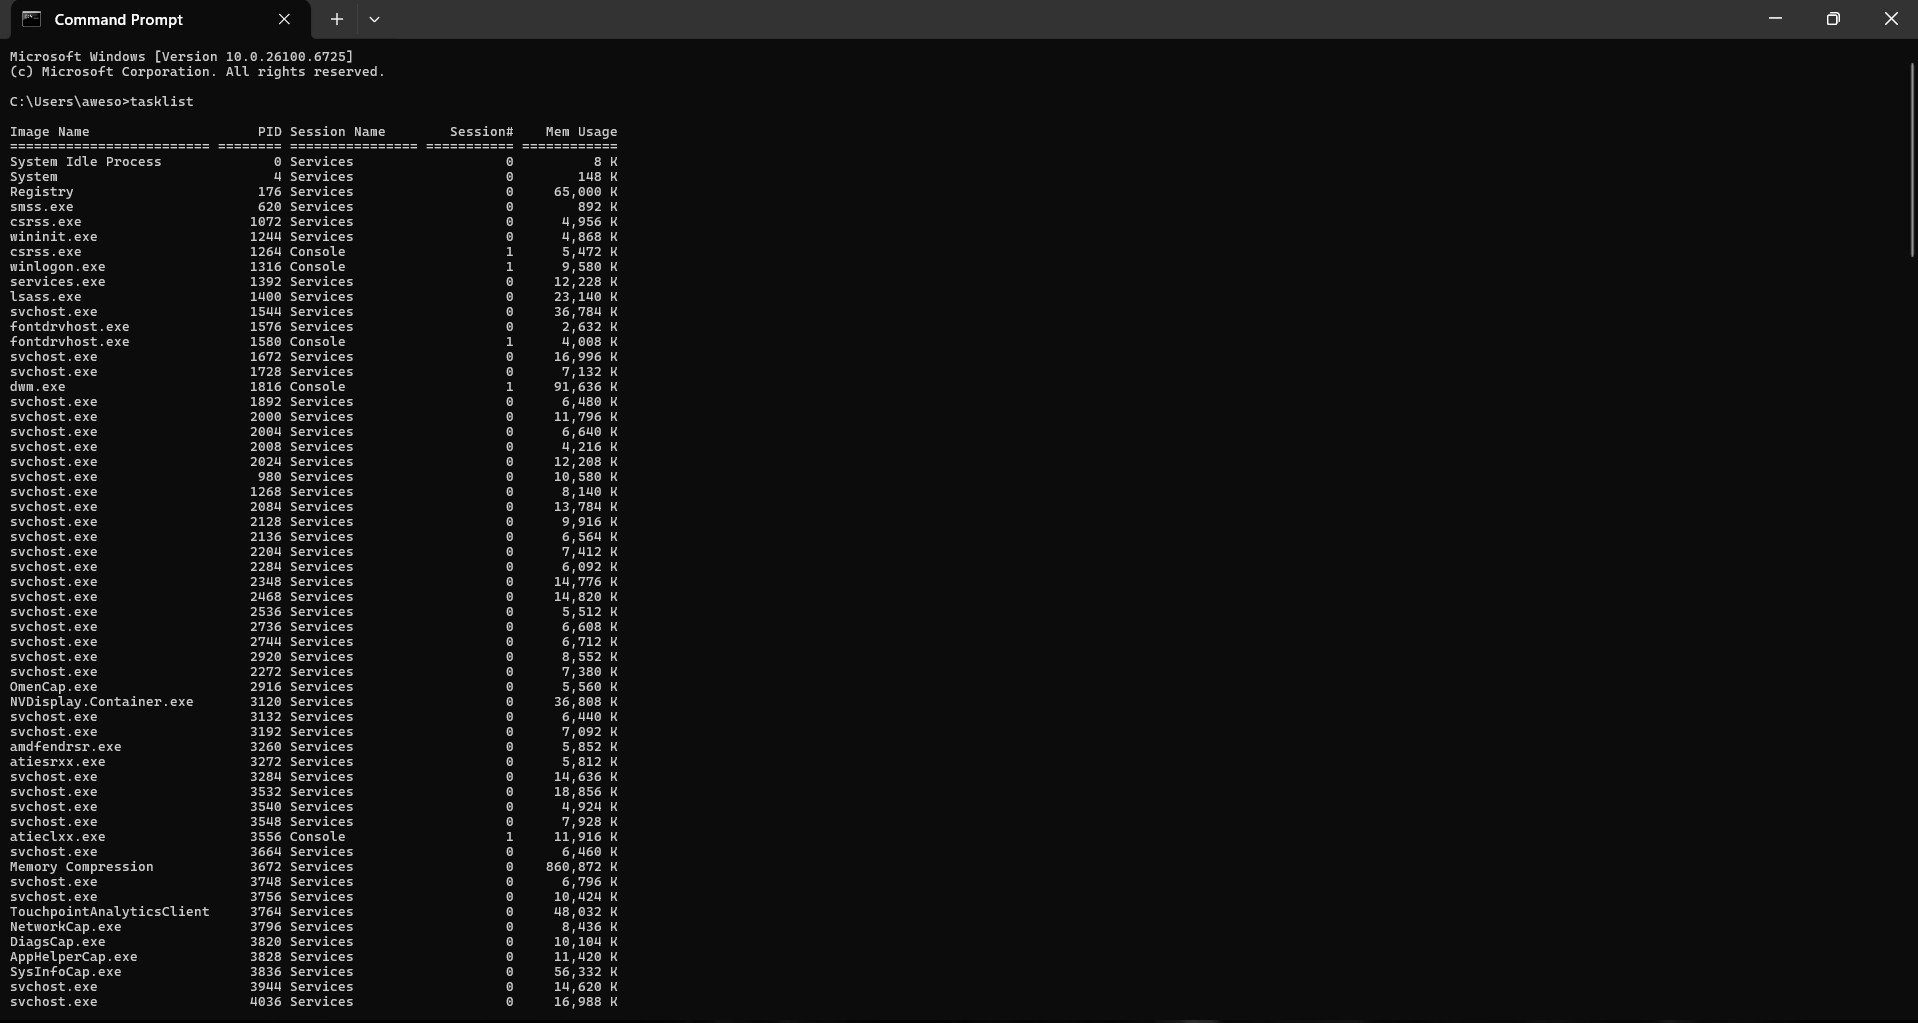 Command Prompt
Microsoft Windows [Version 10.0.26100.6725]
(c) Microsoft Corporation. All rights reserved.

C:\Users\aweso>tasklist

Image Name                     PID Session Name        Session#    Mem Usage
========================= ======== ================ =========== ============
System Idle Process              0 Services                   0          8 K
System                           4 Services                   0        148 K
Registry                       176 Services                   0     65,000 K
smss.exe                       620 Services                   0        892 K
csrss.exe                     1072 Services                   0      4,956 K
wininit.exe                   1244 Services                   0      4,868 K
csrss.exe                     1264 Console                    1      5,472 K
winlogon.exe                  1316 Console                    1      9,580 K
services.exe                  1392 Services                   0     12,228 K
lsass.exe                     1400 Services                   0     23,140 K
svchost.exe                   1544 Services                   0     36,784 K
fontdrvhost.exe               1576 Services                   0      2,632 K
fontdrvhost.exe               1580 Console                    1      4,008 K
svchost.exe                   1672 Services                   0     16,996 K
svchost.exe                   1728 Services                   0      7,132 K
dwm.exe                       1816 Console                    1     91,636 K
svchost.exe                   1892 Services                   0      6,480 K
svchost.exe                   2000 Services                   0     11,796 K
svchost.exe                   2004 Services                   0      6,640 K
svchost.exe                   2008 Services                   0      4,216 K
svchost.exe                   2024 Services                   0     12,208 K
svchost.exe                    980 Services                   0     10,580 K
svchost.exe                   1268 Services                   0      8,140 K
svchost.exe                   2084 Services                   0     13,784 K
svchost.exe                   2128 Services                   0      9,916 K
svchost.exe                   2136 Services                   0      6,564 K
svchost.exe                   2204 Services                   0      7,412 K
svchost.exe                   2284 Services                   0      6,092 K
svchost.exe                   2348 Services                   0     14,776 K
svchost.exe                   2468 Services                   0     14,820 K
svchost.exe                   2536 Services                   0      5,512 K
svchost.exe                   2736 Services                   0      6,608 K
svchost.exe                   2744 Services                   0      6,712 K
svchost.exe                   2920 Services                   0      8,552 K
svchost.exe                   2272 Services                   0      7,380 K
OmenCap.exe                   2916 Services                   0      5,560 K
NVDisplay.Container.exe       3120 Services                   0     36,808 K
svchost.exe                   3132 Services                   0      6,440 K
svchost.exe                   3192 Services                   0      7,092 K
amdfendrsr.exe                3260 Services                   0      5,852 K
atiesrxx.exe                  3272 Services                   0      5,812 K
svchost.exe                   3284 Services                   0     14,636 K
svchost.exe                   3532 Services                   0     18,856 K
svchost.exe                   3540 Services                   0      4,924 K
svchost.exe                   3548 Services                   0      7,928 K
atieclxx.exe                  3556 Console                    1     11,916 K
svchost.exe                   3664 Services                   0      6,460 K
Memory Compression            3672 Services                   0    860,872 K
svchost.exe                   3748 Services                   0      6,796 K
svchost.exe                   3756 Services                   0     10,424 K
TouchpointAnalyticsClient     3764 Services                   0     48,032 K
NetworkCap.exe                3796 Services                   0      8,436 K
DiagsCap.exe                  3820 Services                   0     10,104 K
AppHelperCap.exe              3828 Services                   0     11,420 K
SysInfoCap.exe                3836 Services                   0     56,332 K
svchost.exe                   3944 Services                   0     14,620 K
svchost.exe                   4036 Services                   0     16,988 K